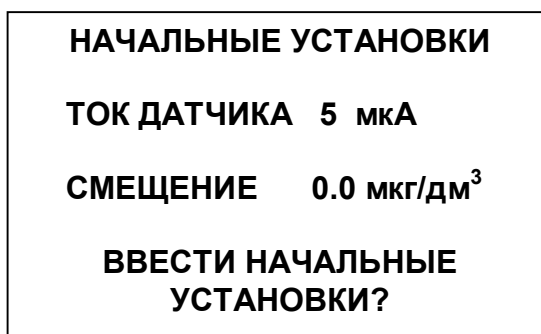 НАЧАЛЬНЫЕ УСТАНОВКИ
ТОК ДАТЧИКА 5 мкА
СМЕЩЕНИЕ 0.0 мкг/дм³
ВВЕСТИ НАЧАЛЬНЫЕ
УСТАНОВКИ?